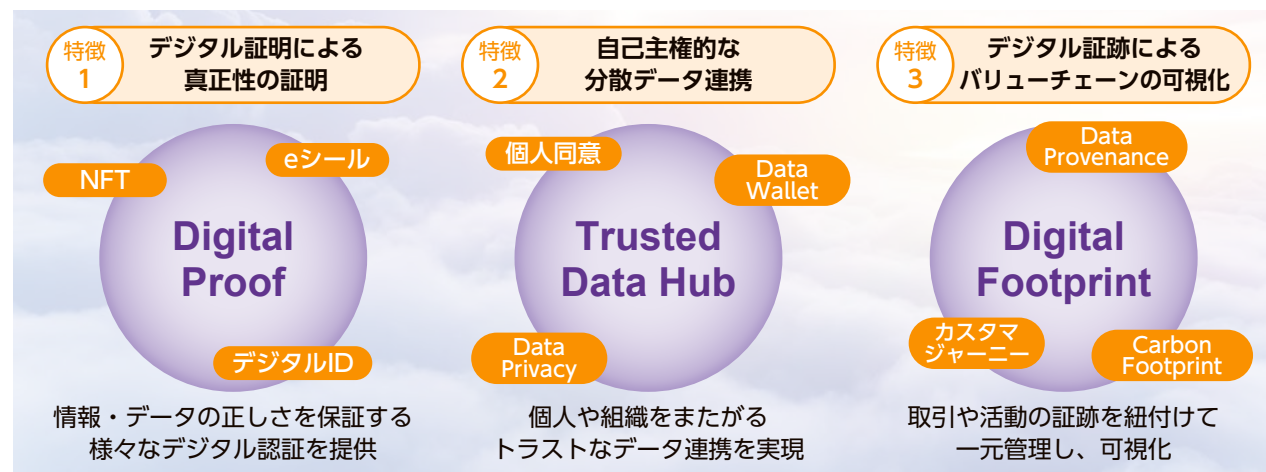 特徴
1
デジタル証明による
真正性の証明
NFT
eシール
Digital
Proof
デジタルID
情報・データの正しさを保証する
様々なデジタル認証を提供
特徴
2
自己主権的な
分散データ連携
個人同意
Data
Wallet
Trusted
Data Hub
Data
Privacy
個人や組織をまたがる
トラストなデータ連携を実現
特徴
3
デジタル証跡による
バリューチェーンの可視化
Data
Provenance
Digital
Footprint
カスタマ
ジャーニー
Carbon
Footprint
取引や活動の証跡を紐付けて
一元管理し、可視化